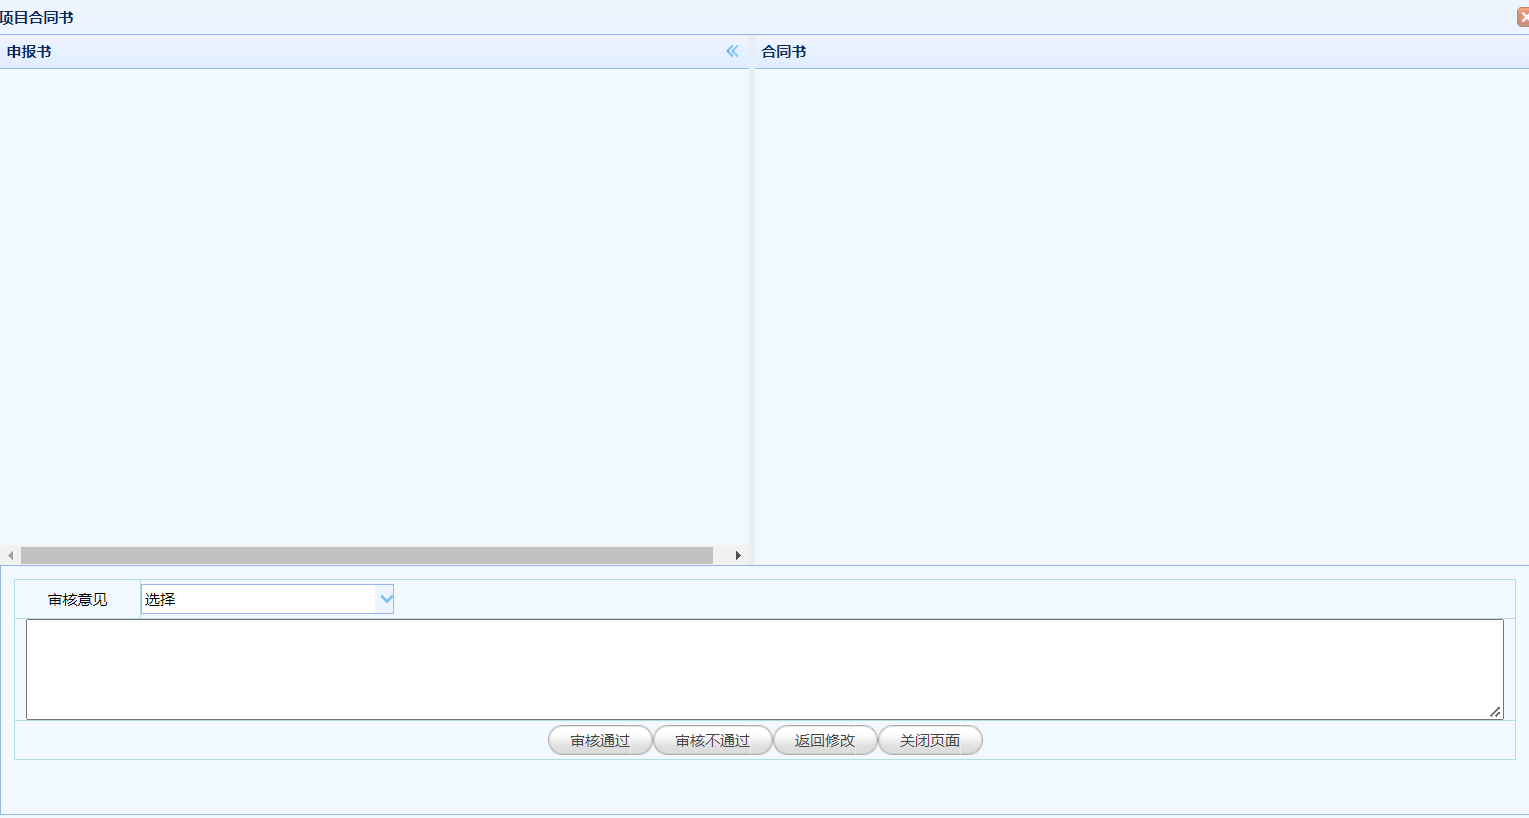 项目合同书
申报书
合同书
审核意见 选择
审核通过 审核不通过 返回修改 关闭页面